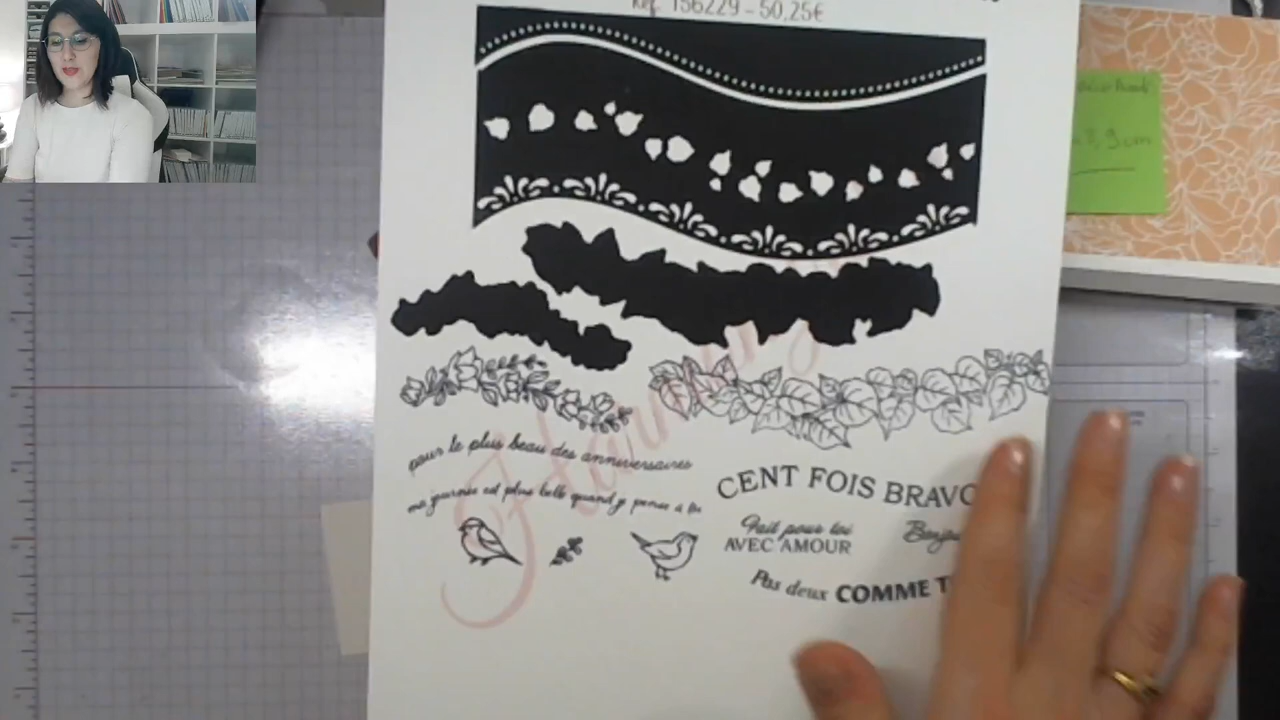 Réf. 156229 – 50,25€
pour le plus beau des anniversaires
CENT FOIS BRAVO
ma journée est plus belle quand je pense à toi
Fait pour toi
AVEC AMOUR
Pas deux COMME